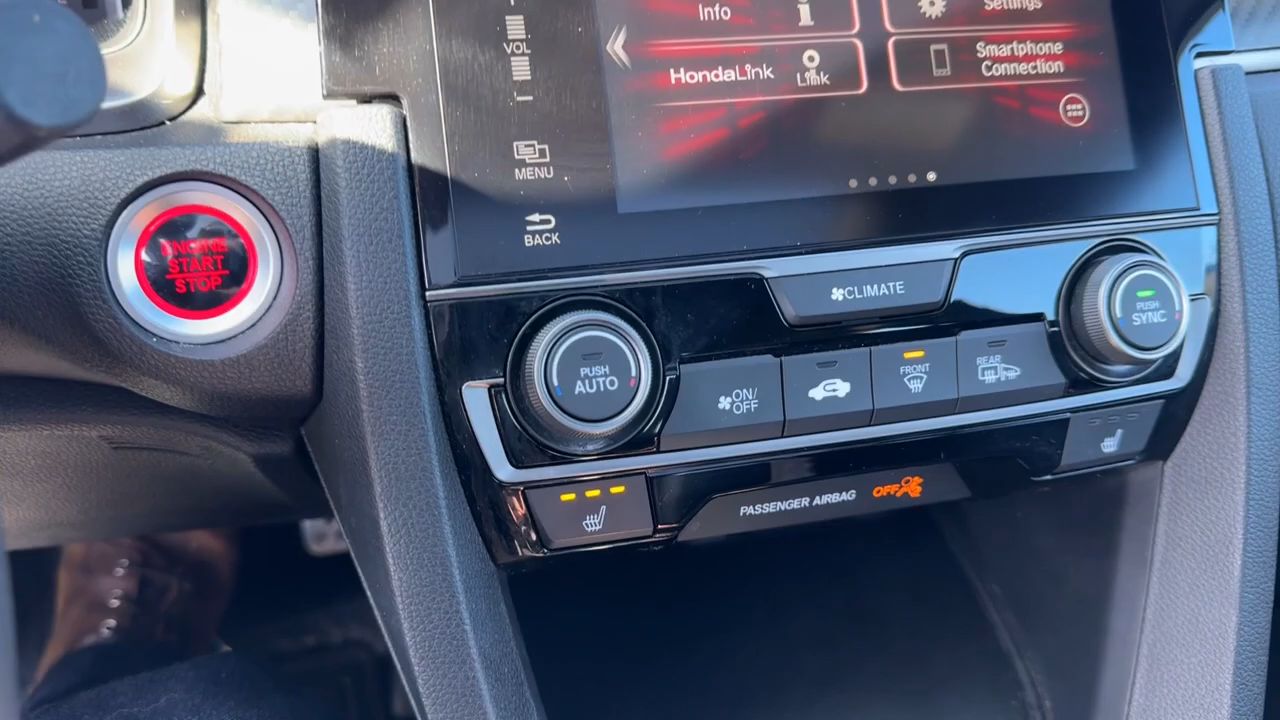 Info
Settings
VOL
HondaLink
Link
Smartphone
Connection
MENU
BACK
ENGINE
START
STOP
CLIMATE
PUSH
SYNC
PUSH
AUTO
ON/
OFF
FRONT
REAR
PASSENGER AIRBAG
OFF